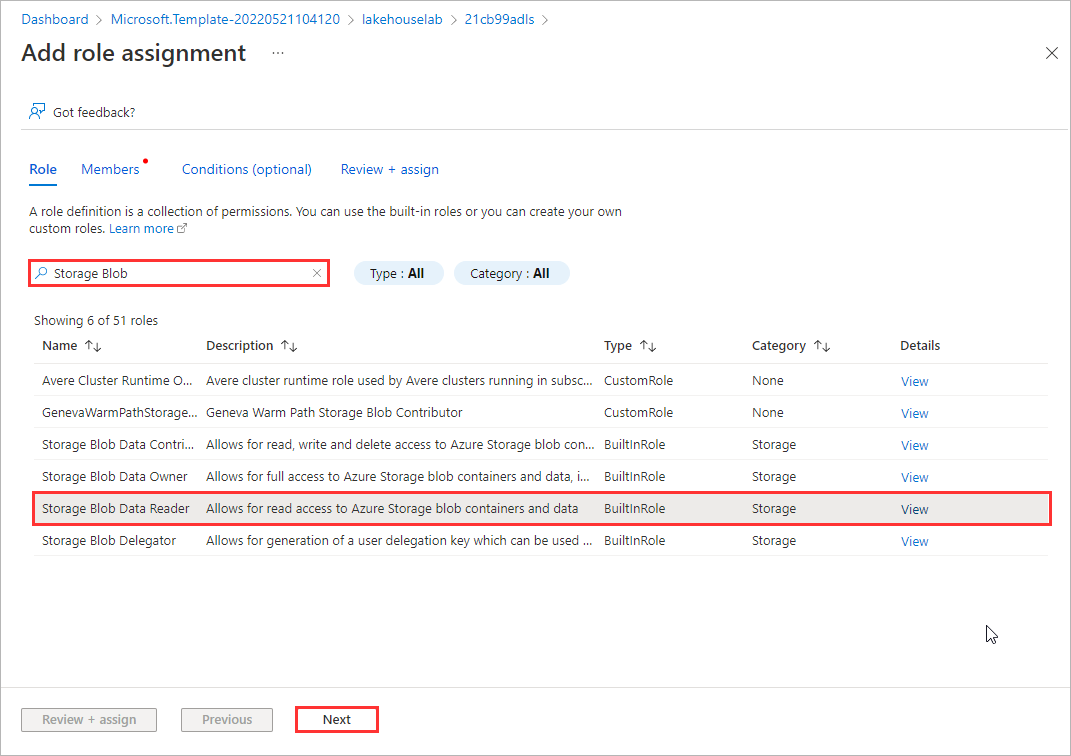 Dashboard > Microsoft.Template-20220521104120 > lakehouselab > 21cb99adls >
Add role assignment ...
Got feedback?
Role Members Conditions (optional) Review + assign
A role definition is a collection of permissions. You can use the built-in roles or you can create your own
custom roles. Learn more
Storage Blob Type : All Category : All
Showing 6 of 51 roles
Name Description Type Category Details
Avere Cluster Runtime O... Avere cluster runtime role used by Avere clusters running in subsc... CustomRole None View
GenevaWarmPathStorage... Geneva Warm Path Storage Blob Contributor CustomRole None View
Storage Blob Data Contri... Allows for read, write and delete access to Azure Storage blob con... BuiltInRole Storage View
Storage Blob Data Owner Allows for full access to Azure Storage blob containers and data, i... BuiltInRole Storage View
Storage Blob Data Reader Allows for read access to Azure Storage blob containers and data BuiltInRole Storage View
Storage Blob Delegator Allows for generation of a user delegation key which can be used ... BuiltInRole Storage View
Review + assign Previous Next